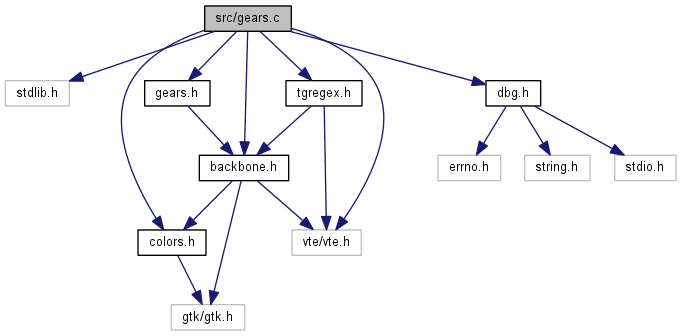 src/gears.c
stdlib.h
gears.h
tgregex.h
dbg.h
backbone.h
errno.h
string.h
stdio.h
colors.h
vte/vte.h
gtk/gtk.h